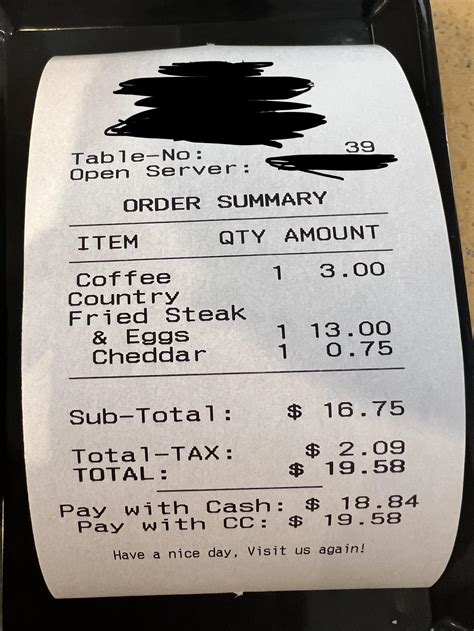 Table-No: 39
Open Server:
ORDER SUMMARY
ITEM QTY AMOUNT
Coffee 1 3.00
Country
Fried Steak
& Eggs 1 13.00
Cheddar 1 0.75
Sub-Total: $ 16.75
Total-TAX: $ 2.09
TOTAL: $ 19.58
Pay with Cash: $ 18.84
Pay with CC: $ 19.58
Have a nice day, Visit us again!